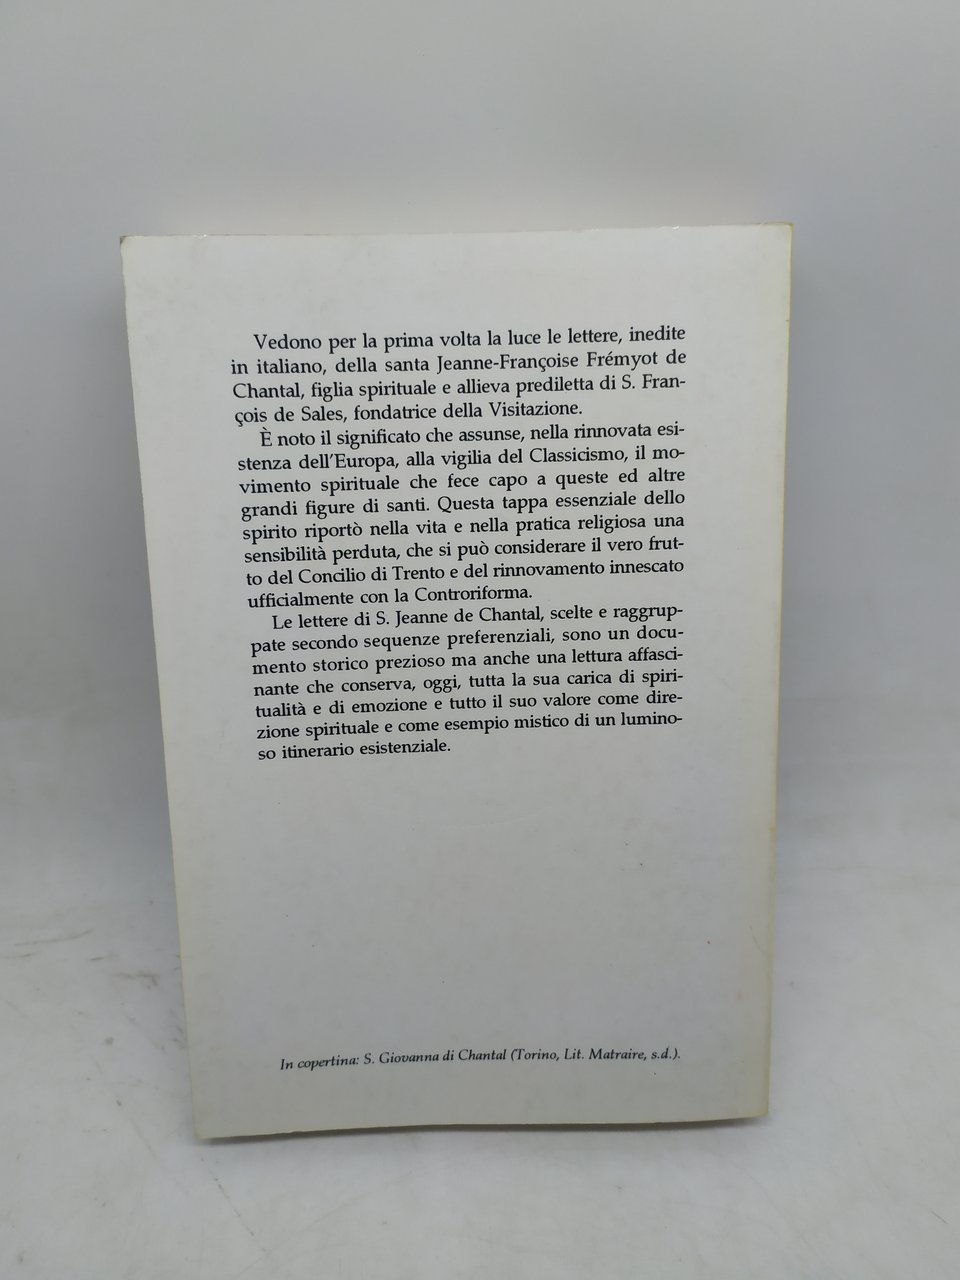 Vedono per la prima volta la luce le lettere, inedite
in italiano, della santa Jeanne-Françoise Frémyot de
Chantal, figlia spirituale e allieva prediletta di S. Fran-
çois de Sales, fondatrice della Visitazione.
È noto il significato che assunse, nella rinnovata esi-
stenza dell'Europa, alla vigilia del Classicismo, il mo-
vimento spirituale che fece capo a queste ed altre
grandi figure di santi. Questa tappa essenziale dello
spirito riportò nella vita e nella pratica religiosa una
sensibilità perduta, che si può considerare il vero frut-
to del Concilio di Trento e del rinnovamento innescato
ufficialmente con la Controriforma.
Le lettere di S. Jeanne de Chantal, scelte e raggrup-
pate secondo sequenze preferenziali, sono un docu-
mento storico prezioso ma anche una lettura affasci-
nante che conserva, oggi, tutta la sua carica di spiri-
tualità e di emozione e tutto il suo valore come dire-
zione spirituale e come esempio mistico di un lumino-
so itinerario esistenziale.
In copertina: S. Giovanna di Chantal (Torino, Lit. Matraire, s.d.).